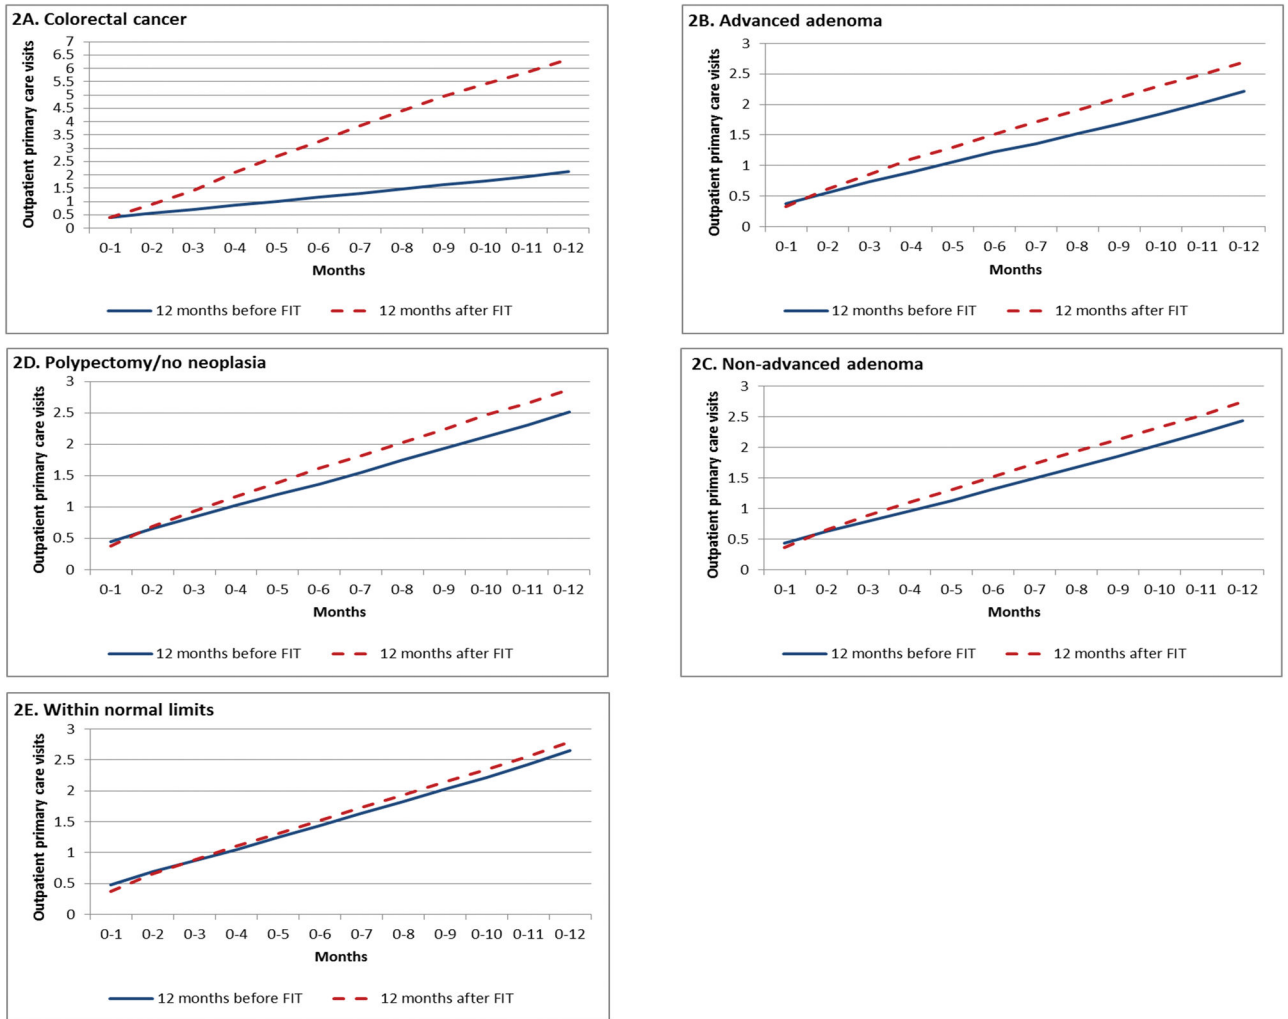 2A. Colorectal cancer
Outpatient primary care visits
7
6.5
6
5.5
5
4.5
4
3.5
3
2.5
2
1.5
1
0.5
0
0-1 0-2 0-3 0-4 0-5 0-6 0-7 0-8 0-9 0-10 0-11 0-12
Months
12 months before FIT 12 months after FIT
2B. Advanced adenoma
Outpatient primary care visits
3
2.5
2
1.5
1
0.5
0
0-1 0-2 0-3 0-4 0-5 0-6 0-7 0-8 0-9 0-10 0-11 0-12
Months
12 months before FIT 12 months after FIT
2D. Polypectomy/no neoplasia
Outpatient primary care visits
3
2.5
2
1.5
1
0.5
0
0-1 0-2 0-3 0-4 0-5 0-6 0-7 0-8 0-9 0-10 0-11 0-12
Months
12 months before FIT 12 months after FIT
2C. Non-advanced adenoma
Outpatient primary care visits
3
2.5
2
1.5
1
0.5
0
0-1 0-2 0-3 0-4 0-5 0-6 0-7 0-8 0-9 0-10 0-11 0-12
Months
12 months before FIT 12 months after FIT
2E. Within normal limits
Outpatient primary care visits
3
2.5
2
1.5
1
0.5
0
0-1 0-2 0-3 0-4 0-5 0-6 0-7 0-8 0-9 0-10 0-11 0-12
Months
12 months before FIT 12 months after FIT